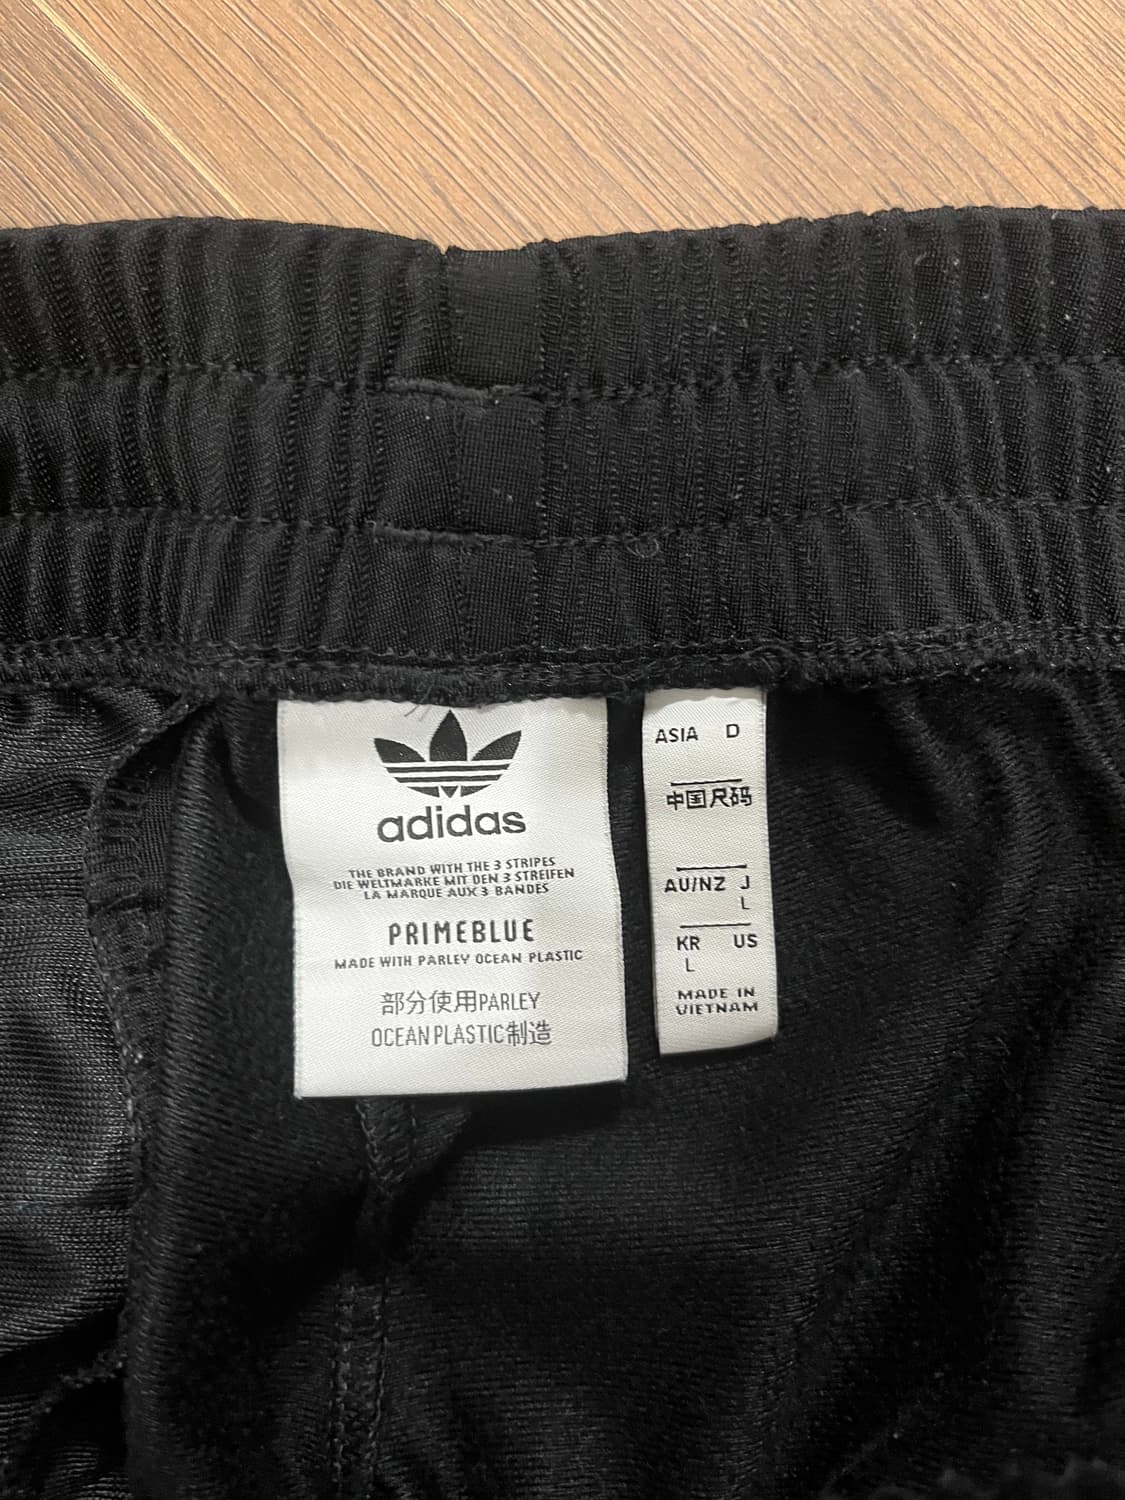 adidas
THE BRAND WITH THE 3 STRIPES
DIE WELTMARKE MIT DEN 3 STREIFEN
LA MARQUE AUX 3 BANDES
PRIMEBLUE
MADE WITH PARLEY OCEAN PLASTIC
部分使用PARLEY
OCEAN PLASTIC制造
ASIA D
中国尺码
AU/NZ J
L
KR US
L
MADE IN
VIETNAM